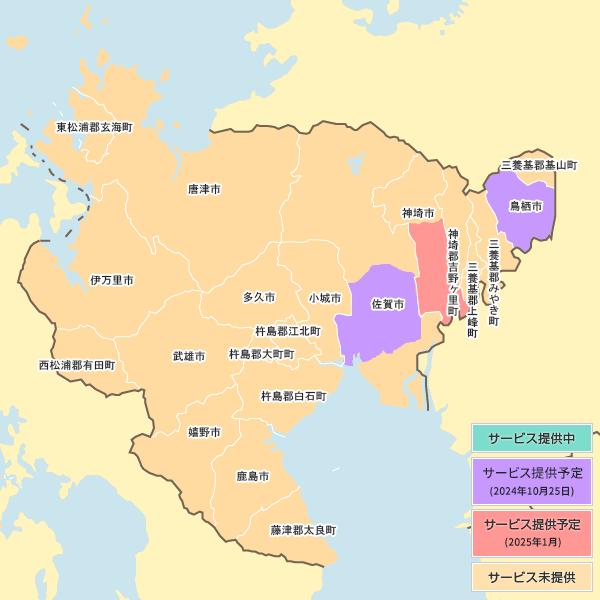 東松浦郡玄海町
三養基郡基山町
唐津市
鳥栖市
神埼市
神埼郡吉野ヶ里町
三養基郡みやき町
三養基郡上峰町
伊万里市
多久市
小城市
佐賀市
杵島郡江北町
杵島郡大町町
武雄市
西松浦郡有田町
杵島郡白石町
嬉野市
鹿島市
藤津郡太良町
サービス提供中
サービス提供予定
(2024年10月25日)
サービス提供予定
(2025年1月)
サービス未提供